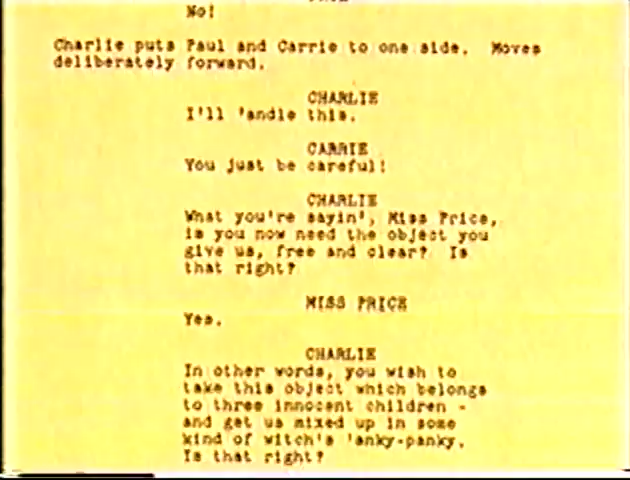 No!
Charlie puts Paul and Carrie to one side. Moves
deliberately forward.
CHARLIE
I'll 'andle this.
CARRIE
You just be careful!
CHARLIE
What you're sayin', Miss Price,
is you now need the object you
give us, free and clear? Is
that right?
MISS PRICE
Yes.
CHARLIE
In other words, you wish to
take this object which belongs
to three innocent children -
and get us mixed up in some
kind of witch's 'anky-panky.
Is that right?